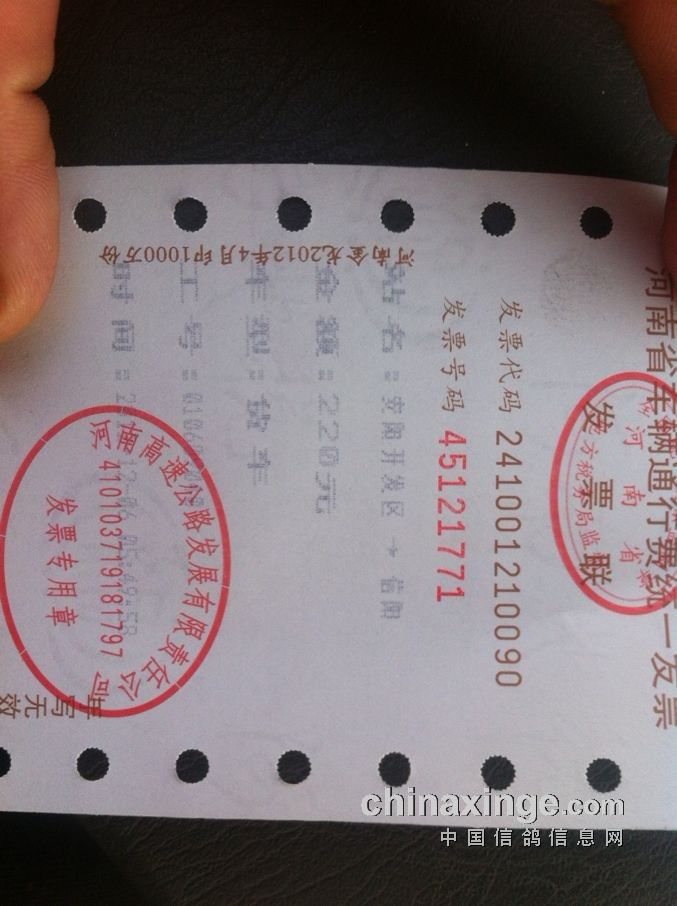 河南省车辆通行费统一发票
发票联
河南省
地方税务局监制
发票代码 241001210090
发票号码 45121771
站名：安阳开发区→信阳
金额：220元
车型：货车
工号：
时间：
河南高速公路发展有限责任公司
410103719181797
发票专用章
河南金龙2012年4月印1000万份
手写无效
chinaxinge.com
中国信鸽信息网